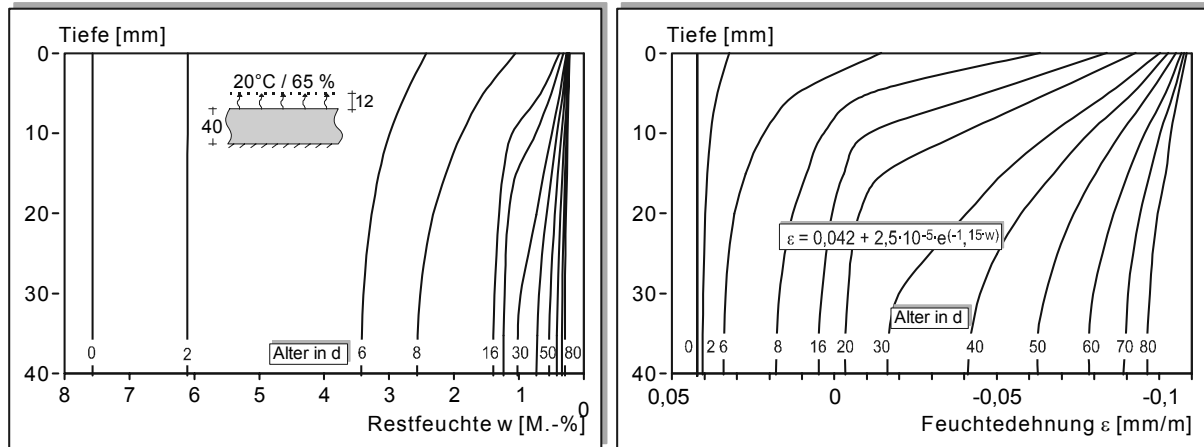 Tiefe [mm]
0
10
20
30
40
20°C / 65 %
12
40
0
2
Alter in d
6
8
16
30
50
80
8 7 6 5 4 3 2 1 0
Restfeuchte w [M.-%]
Tiefe [mm]
0
10
20
30
40
ε = 0,042 + 2,5·10⁻⁵·e⁽⁻¹,¹⁵·ʷ⁾
Alter in d
0 2 6 8 16 20 30 40 50 60 70 80
0,05 0 -0,05 -0,1
Feuchtedehnung ε [mm/m]